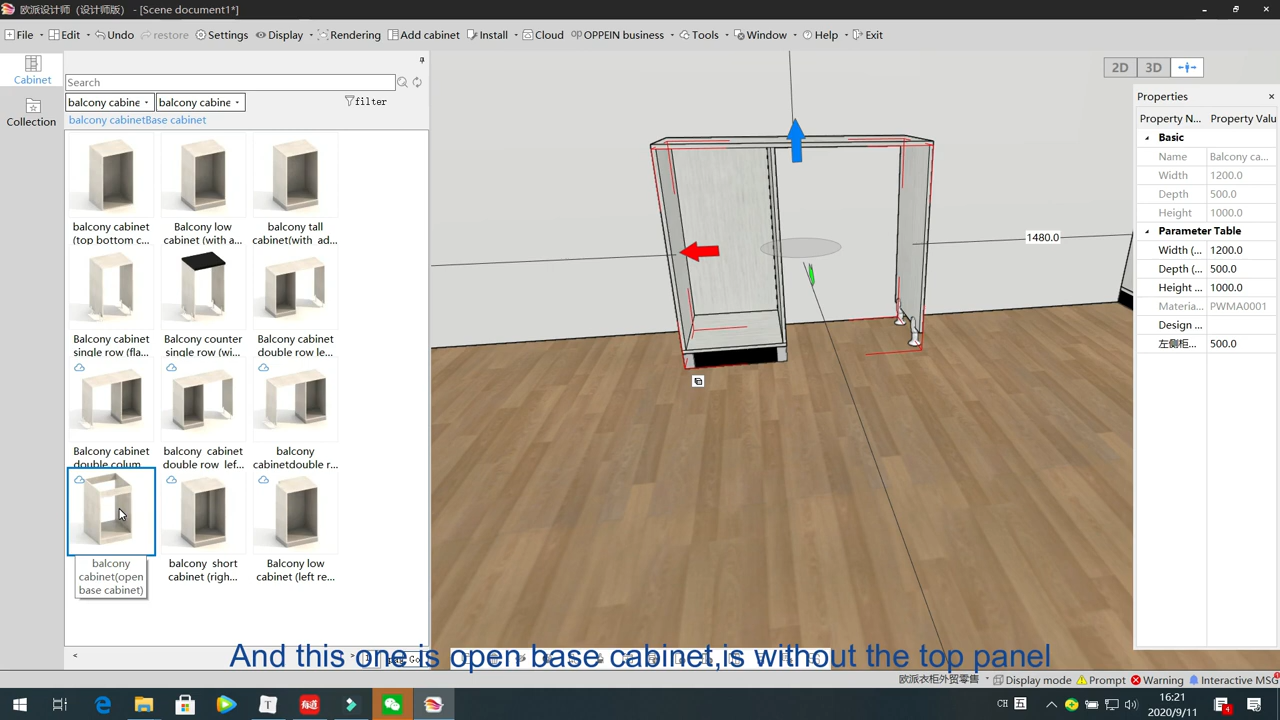 欧派设计师 (设计师版) - [Scene document1*]
File Edit Undo restore Settings Display Rendering Add cabinet Install Cloud OPPEIN business Tools Window Help Exit
Cabinet
Collection
Search
balcony cabine balcony cabine filter
balcony cabinetBase cabinet
balcony cabinet (top bottom c...
Balcony low cabinet (with a...
balcony tall cabinet(with ad...
Balcony cabinet single row (fla...
Balcony counter single row (wi...
Balcony cabinet double row le...
Balcony cabinet double colum
balcony cabinet double row lef...
balcony cabinetdouble r...
balcony cabinet(open base cabinet)
balcony short cabinet (righ...
Balcony low cabinet (left re...
2D 3D
1480.0
Properties
Property N... Property Valu
Basic
Name Balcony ca...
Width 1200.0
Depth 500.0
Height 1000.0
Parameter Table
Width (... 1200.0
Depth (... 500.0
Height ... 1000.0
Materia... PWMA0001
Design ...
左侧柜... 500.0
And this one is open base cabinet,is without the top panel
欧派衣柜外贸零售 Display mode Prompt Warning Interactive MSG
CH 五
16:21
2020/9/11